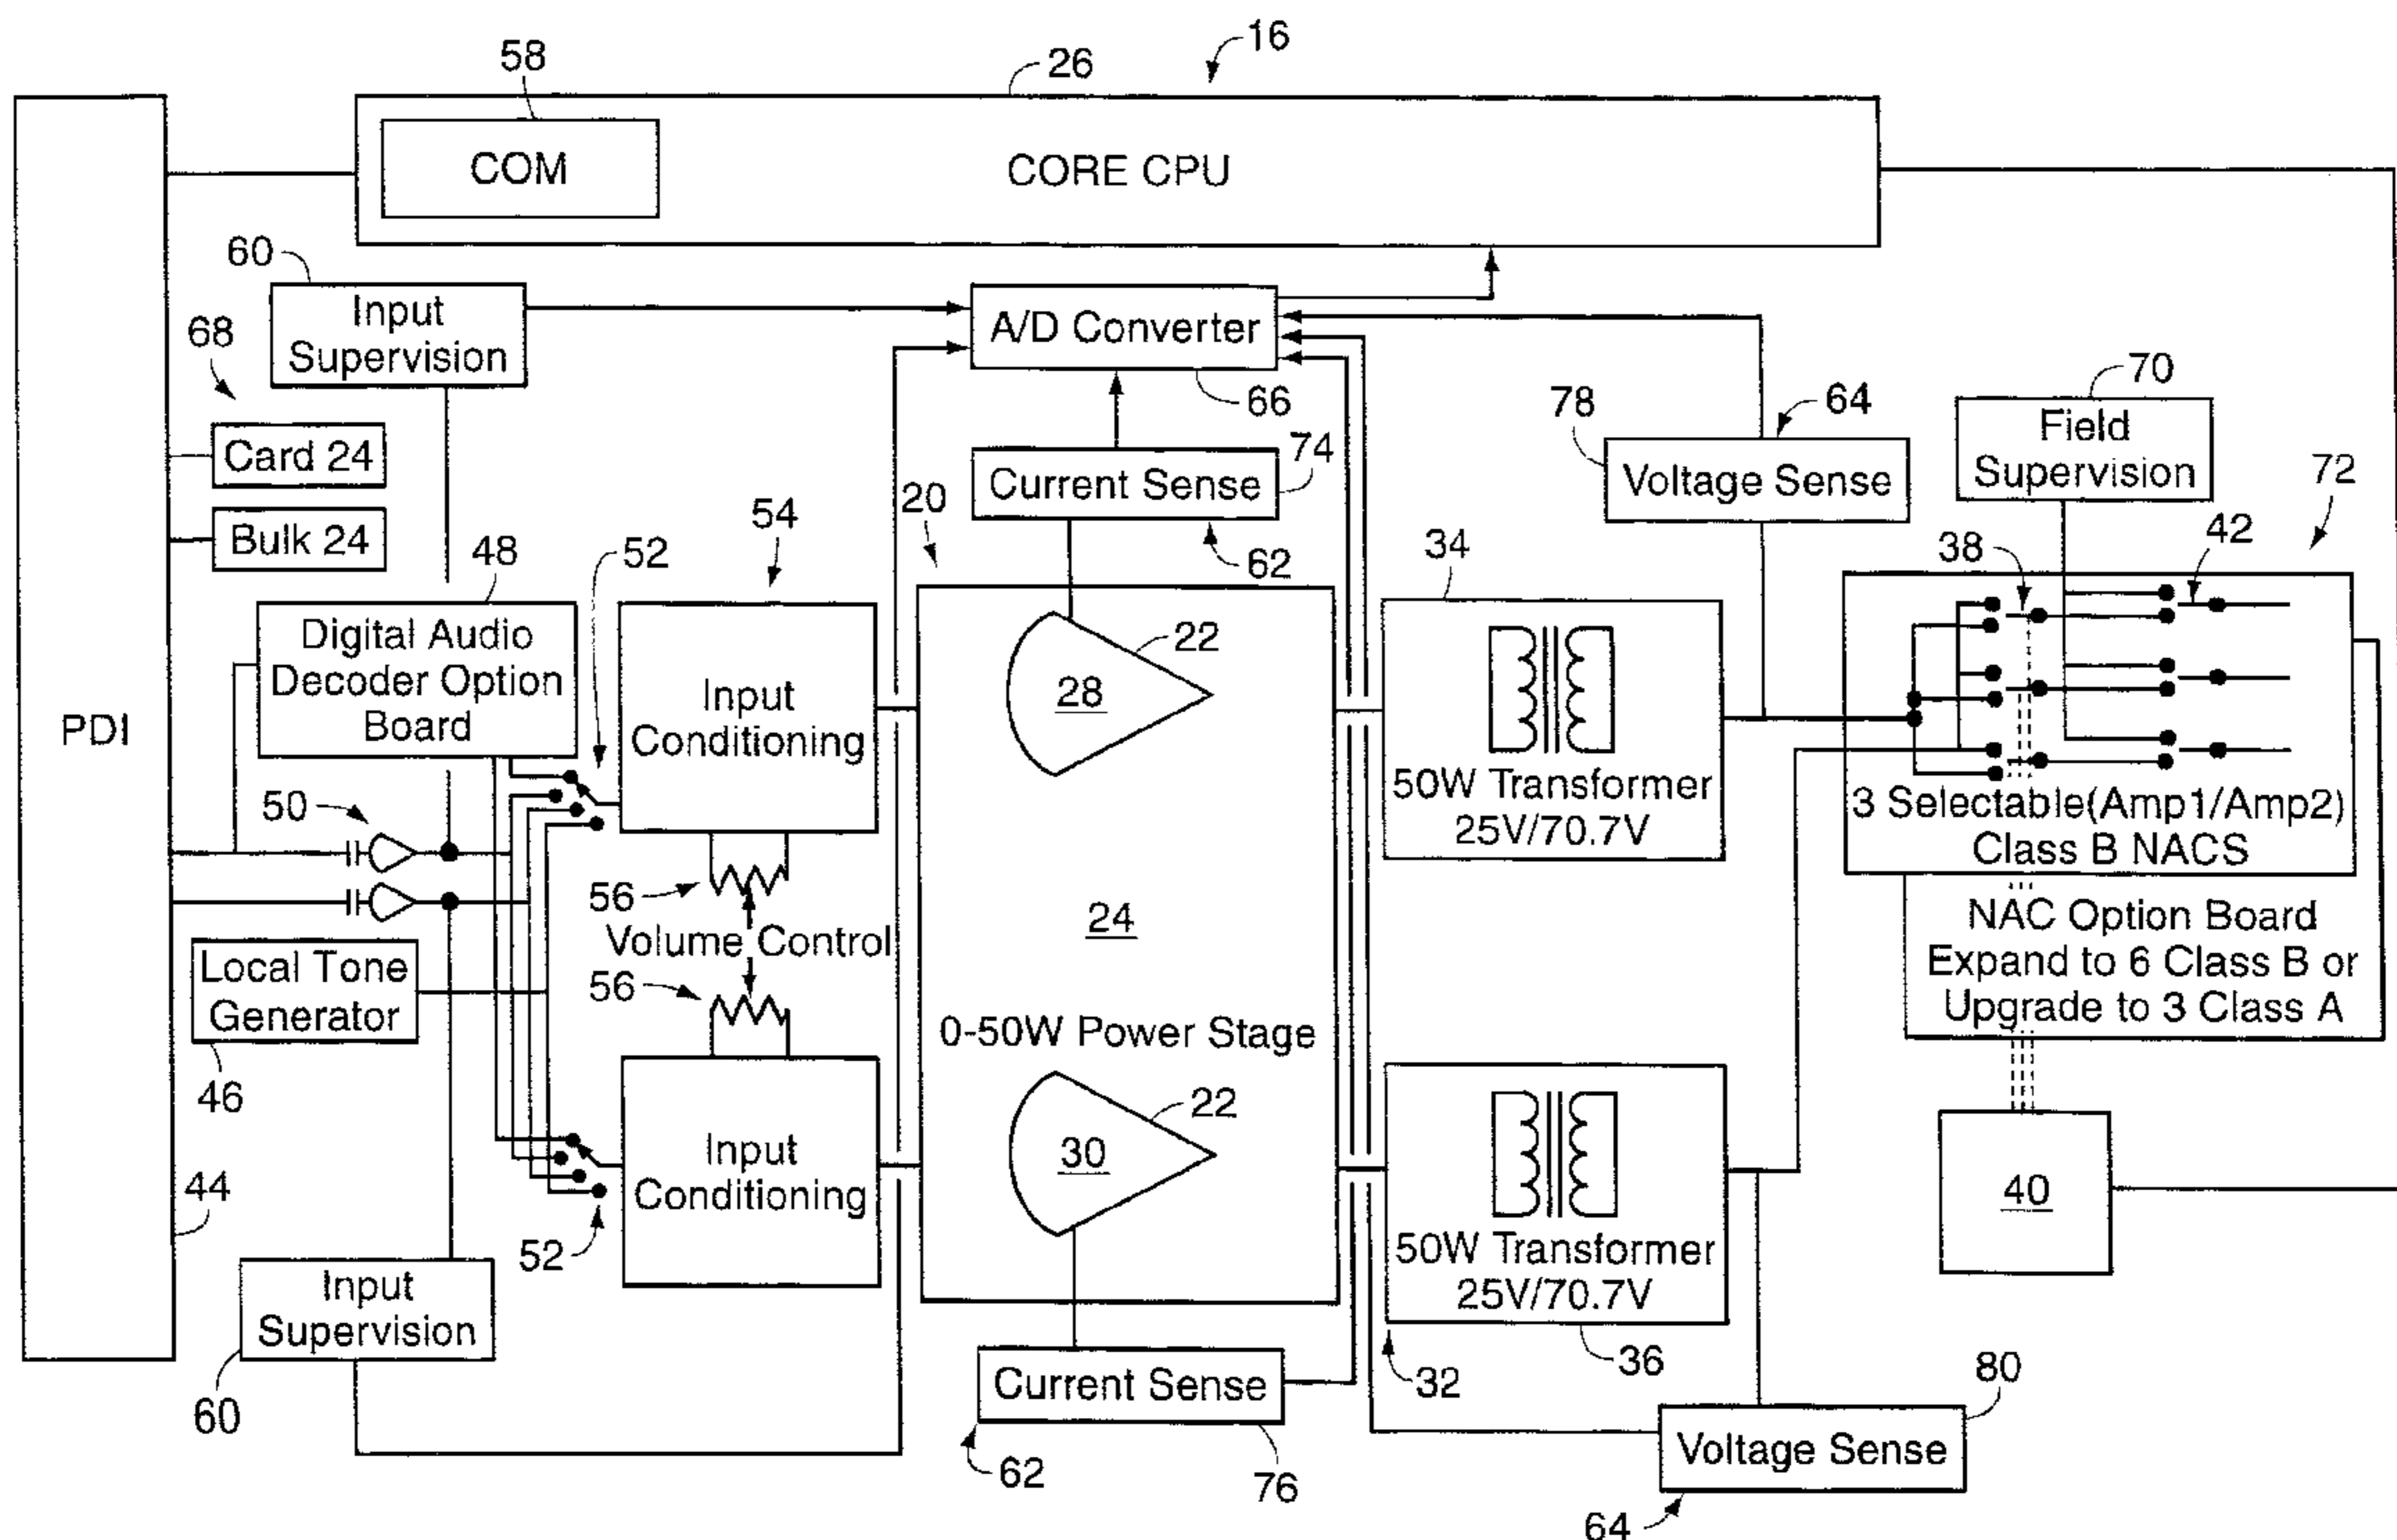 16
58
26
COM
CORE CPU
60
Input
Supervision
A/D Converter
66
68
Card 24
Bulk 24
70
Field
Supervision
78
64
Voltage Sense
72
74
Current Sense
62
20
54
52
48
Digital Audio
Decoder Option
Board
PDI
50
Input
Conditioning
22
28
34
50W Transformer
25V/70.7V
38
42
3 Selectable(Amp1/Amp2)
Class B NACS
56
Volume Control
56
24
NAC Option Board
Expand to 6 Class B or
Upgrade to 3 Class A
Local Tone
Generator
46
0-50W Power Stage
22
30
Input
Conditioning
52
44
50W Transformer
25V/70.7V
40
Input
Supervision
60
Current Sense
62
76
32
36
80
Voltage Sense
64